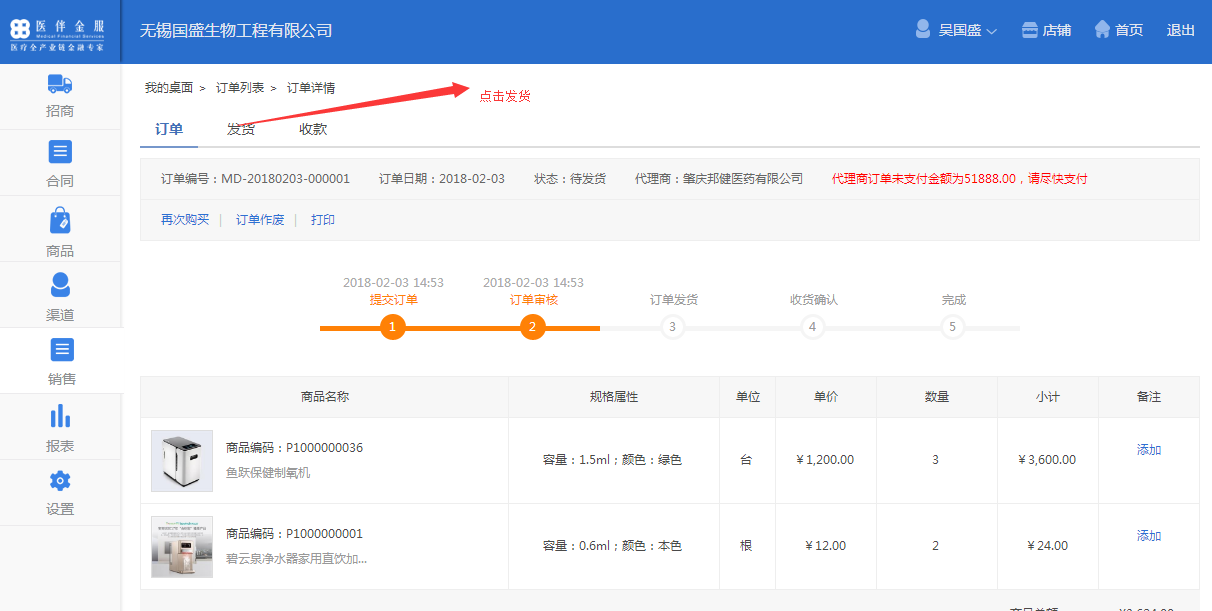 医伴金服
Medical Financial Services
医疗全产业链金融专家
无锡国盛生物工程有限公司
吴国盛 店铺 首页 退出
招商
合同
商品
渠道
销售
报表
设置
我的桌面 > 订单列表 > 订单详情
点击发货
订单 发货 收款
订单编号：MD-20180203-000001 订单日期：2018-02-03 状态：待发货 代理商：肇庆邦健医药有限公司 代理商订单未支付金额为51888.00，请尽快支付
再次购买 | 订单作废 | 打印
2018-02-03 14:53 2018-02-03 14:53
提交订单 订单审核 订单发货 收货确认 完成
1 2 3 4 5
商品名称 规格属性 单位 单价 数量 小计 备注
商品编码：P1000000036
鱼跃保健制氧机
容量：1.5ml；颜色：绿色 台 ¥1,200.00 3 ¥3,600.00 添加
商品编码：P1000000001
碧云泉净水器家用直饮加...
容量：0.6ml；颜色：本色 根 ¥12.00 2 ¥24.00 添加